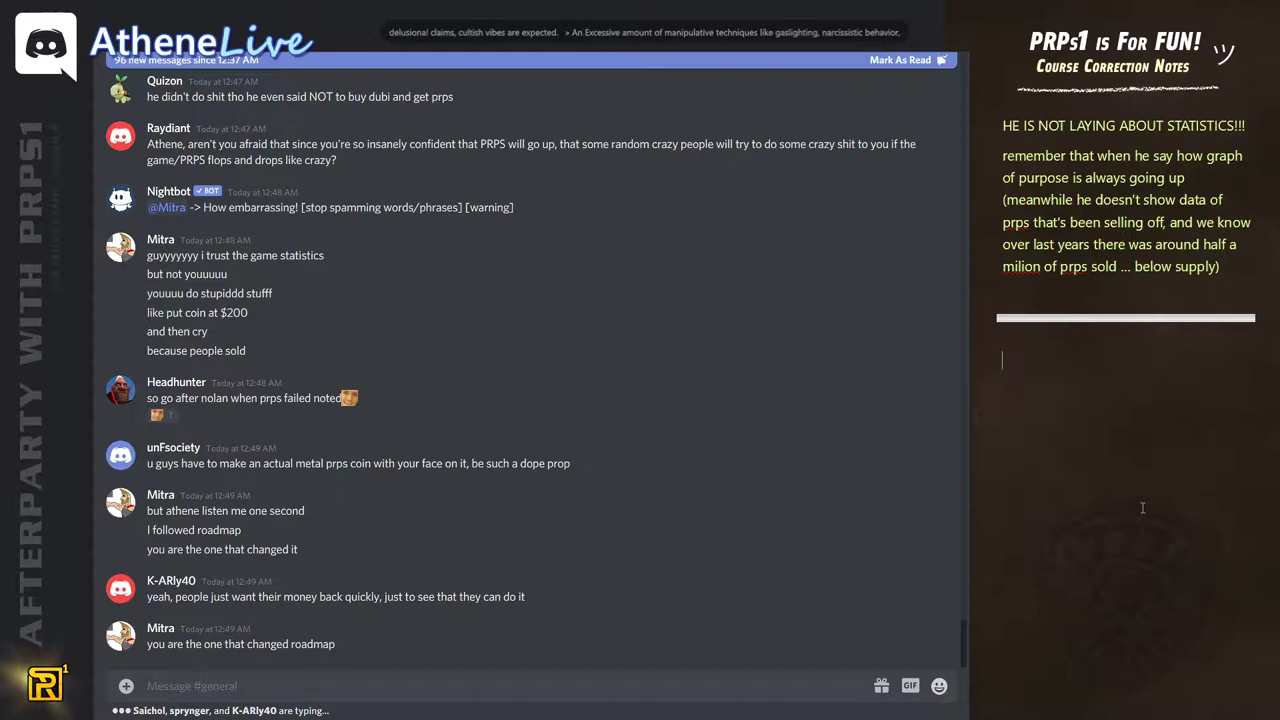 AtheneLive
delusional claims, cultish vibes are expected.   » An Excessive amount of manipulative techniques like gaslighting, narcissistic behavior,
96 new messages since 12:37 AM
Mark As Read
Quizon Today at 12:47 AM
he didn't do shit tho he even said NOT to buy dubi and get prps
Raydiant Today at 12:47 AM
Athene, aren't you afraid that since you're so insanely confident that PRPS will go up, that some random crazy people will try to do some crazy shit to you if the
game/PRPS flops and drops like crazy?
Nightbot ✓ BOT Today at 12:48 AM
@Mitra -> How embarrassing! [stop spamming words/phrases] [warning]
Mitra Today at 12:48 AM
guyyyyyyy i trust the game statistics
but not youuuuu
youuuu do stupiddd stufff
like put coin at $200
and then cry
because people sold
Headhunter Today at 12:48 AM
so go after nolan when prps failed noted
1
unFsociety Today at 12:49 AM
u guys have to make an actual metal prps coin with your face on it, be such a dope prop
Mitra Today at 12:49 AM
but athene listen me one second
I followed roadmap
you are the one that changed it
K-ARly40 Today at 12:49 AM
yeah, people just want their money back quickly, just to see that they can do it
Mitra Today at 12:49 AM
you are the one that changed roadmap
Message #general
GIF
Salchol, sprynger, and K-ARly40 are typing...
AFTERPARTY WITH PRPS1
R1
PRPs1 is For FUN!
Course Correction Notes
ツ
HE IS NOT LAYING ABOUT STATISTICS!!!
remember that when he say how graph
of purpose is always going up
(meanwhile he doesn't show data of
prps that's been selling off, and we know
over last years there was around half a
milion of prps sold ... below supply)